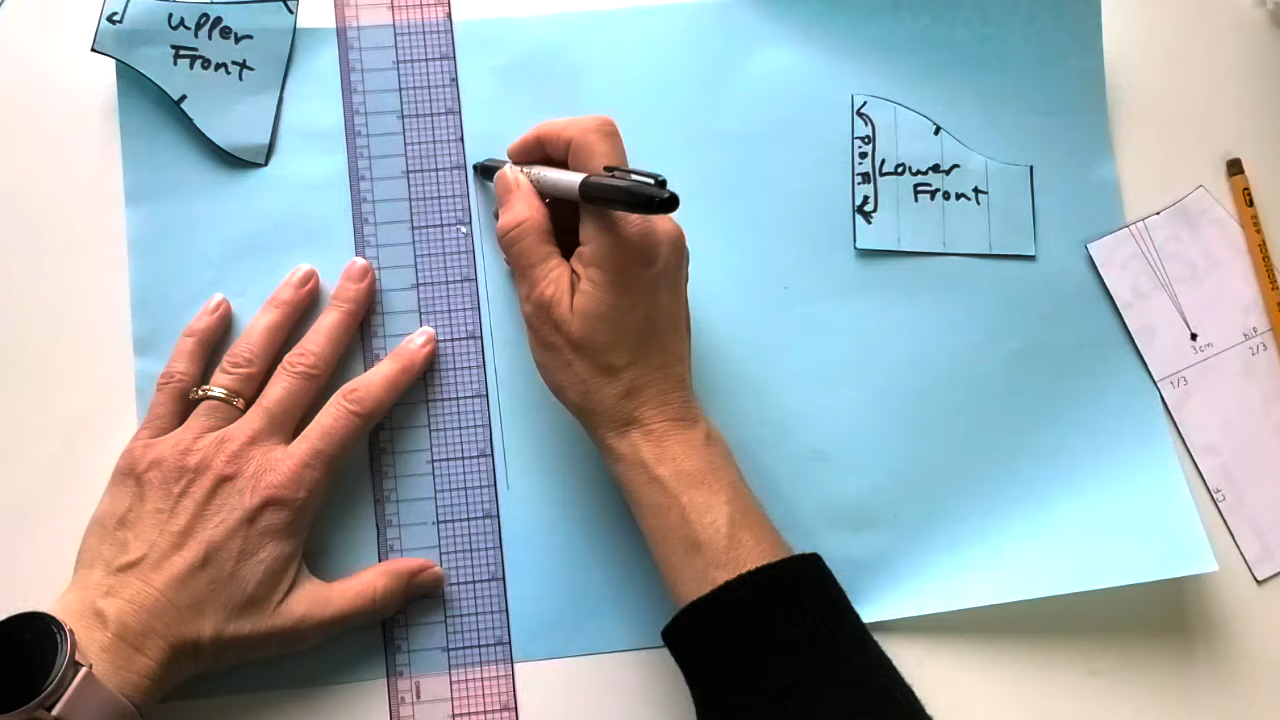 Upper
Front
P.O.F
Lower
Front
3cm
hip
1/3
2/3
CF